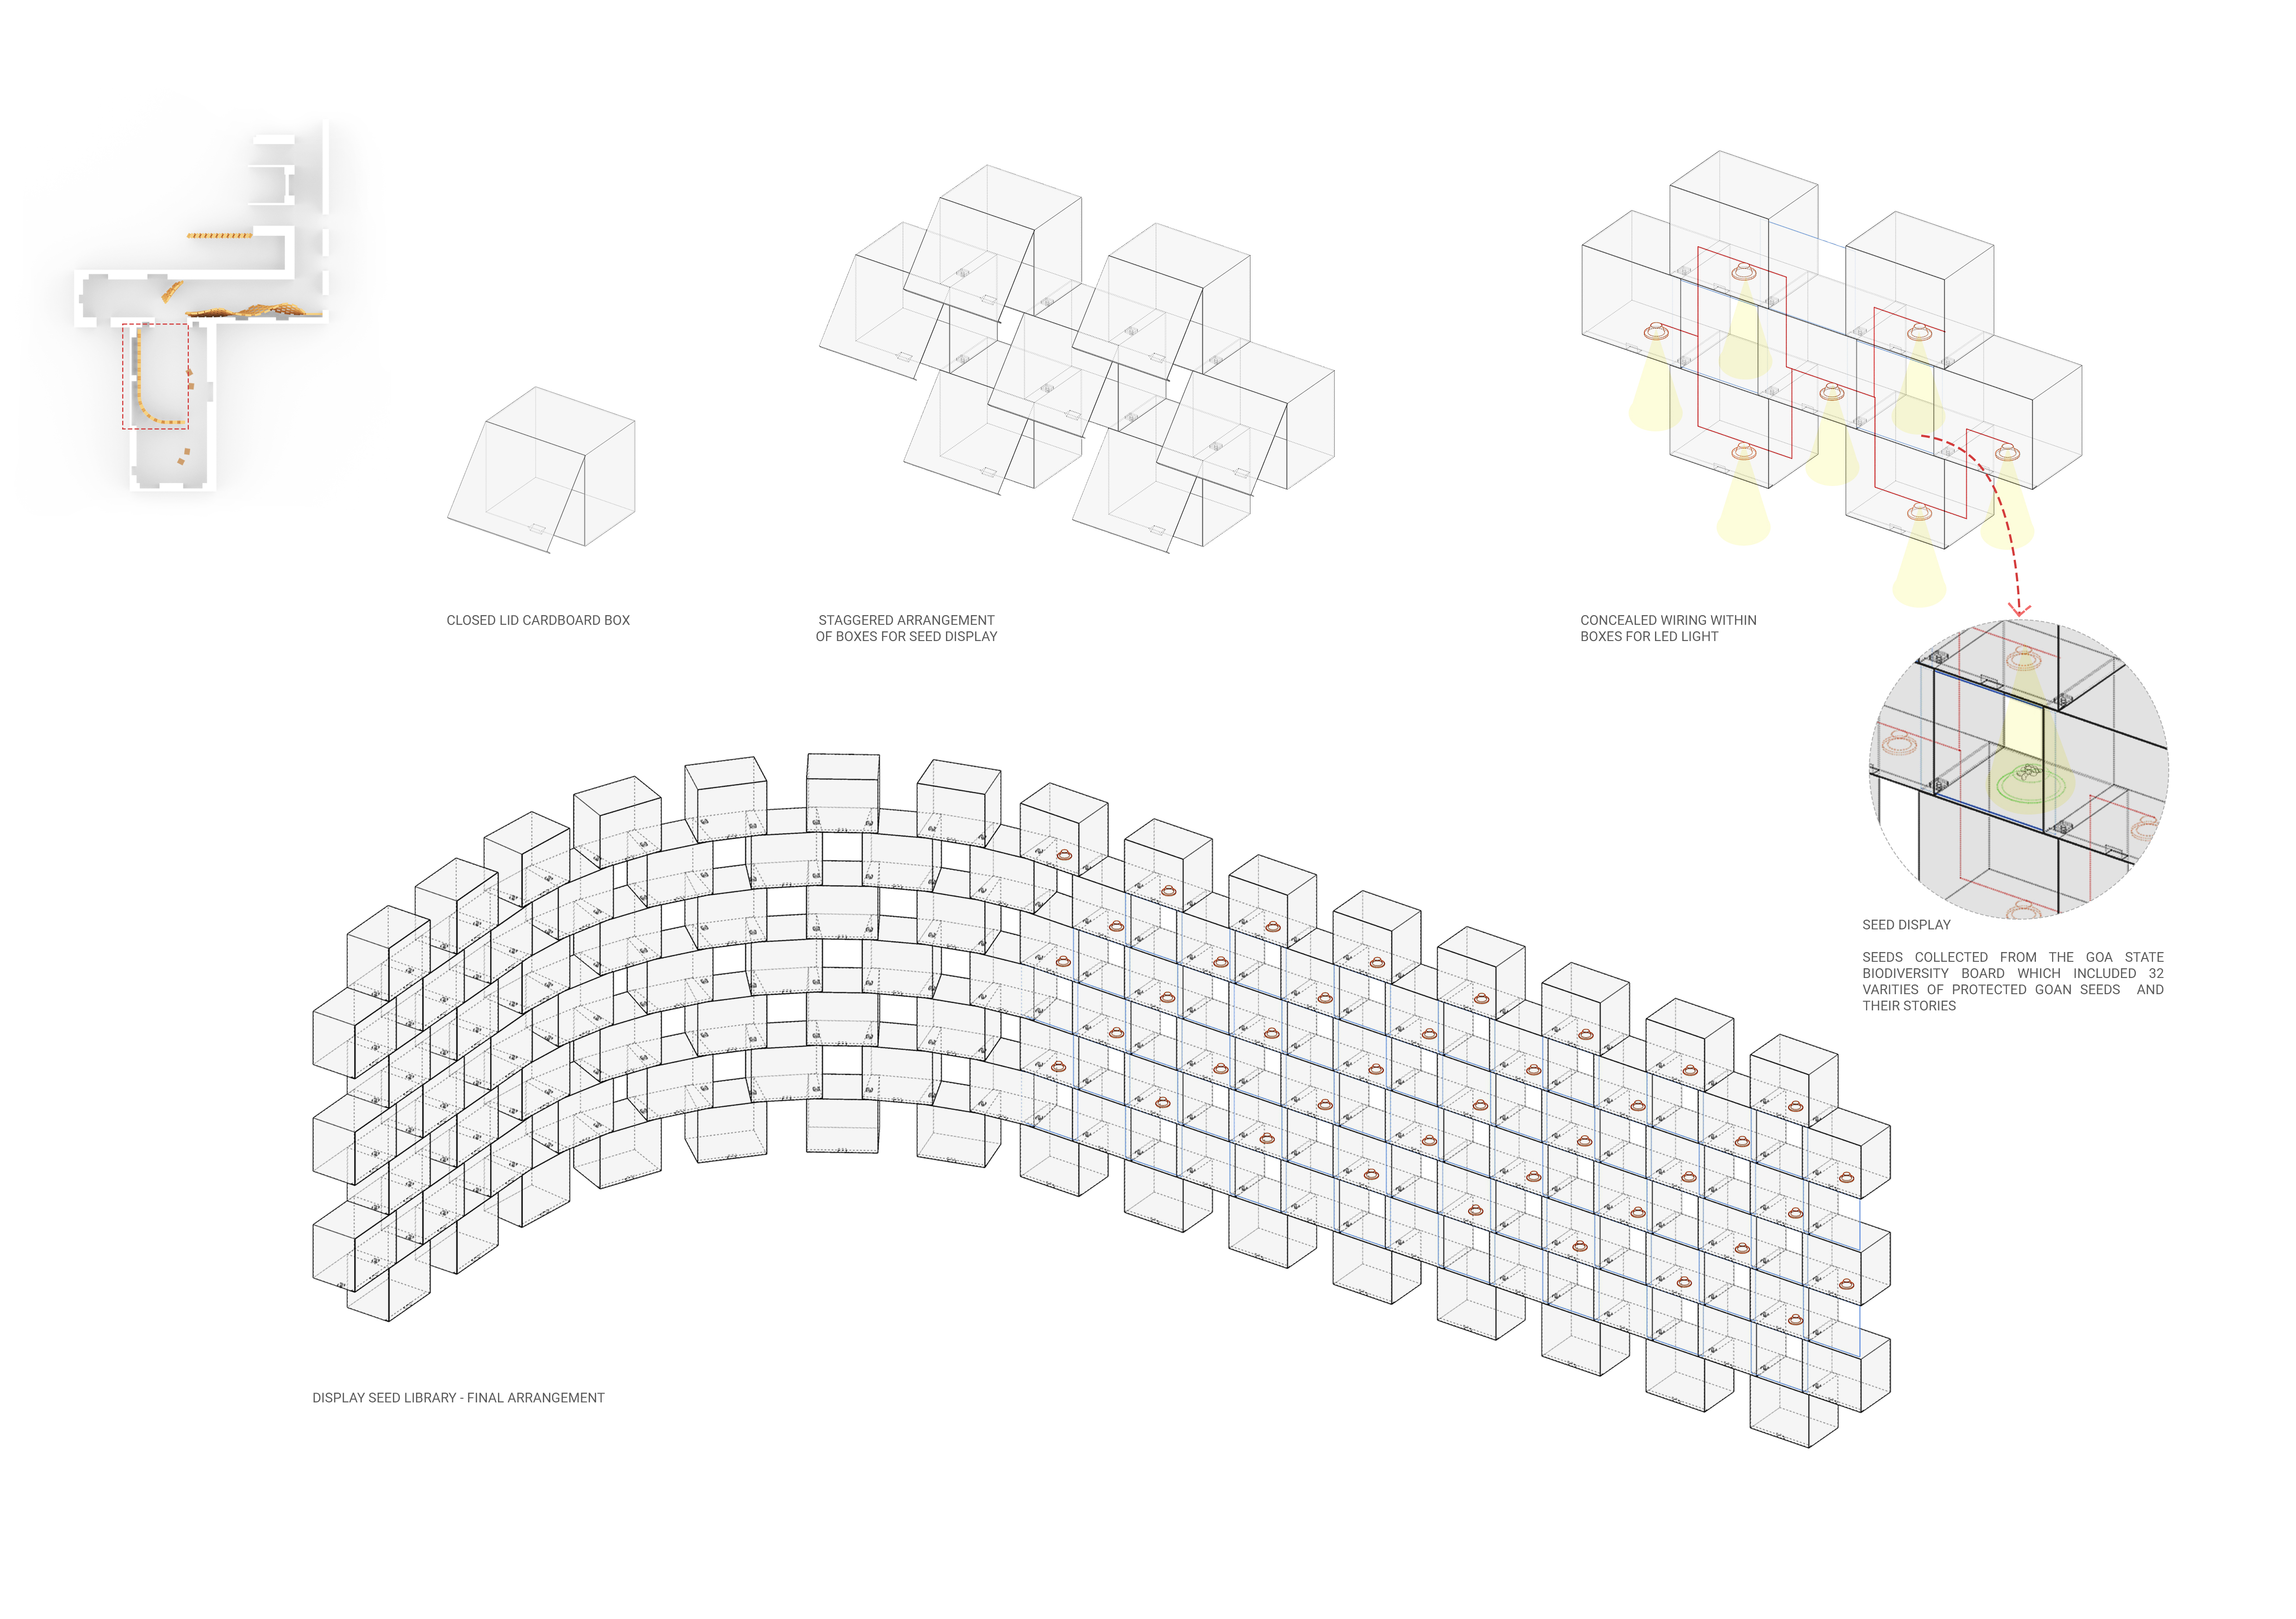 CLOSED LID CARDBOARD BOX
STAGGERED ARRANGEMENT
OF BOXES FOR SEED DISPLAY
CONCEALED WIRING WITHIN
BOXES FOR LED LIGHT
SEED DISPLAY
SEEDS COLLECTED FROM THE GOA STATE
BIODIVERSITY BOARD WHICH INCLUDED 32
VARITIES OF PROTECTED GOAN SEEDS AND
THEIR STORIES
DISPLAY SEED LIBRARY - FINAL ARRANGEMENT